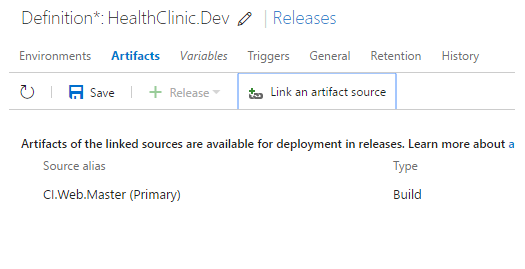 Definition*: HealthClinic.Dev | Releases
Environments Artifacts Variables Triggers General Retention History
Save + Release Link an artifact source
Artifacts of the linked sources are available for deployment in releases. Learn more about a
Source alias Type
CI.Web.Master (Primary) Build